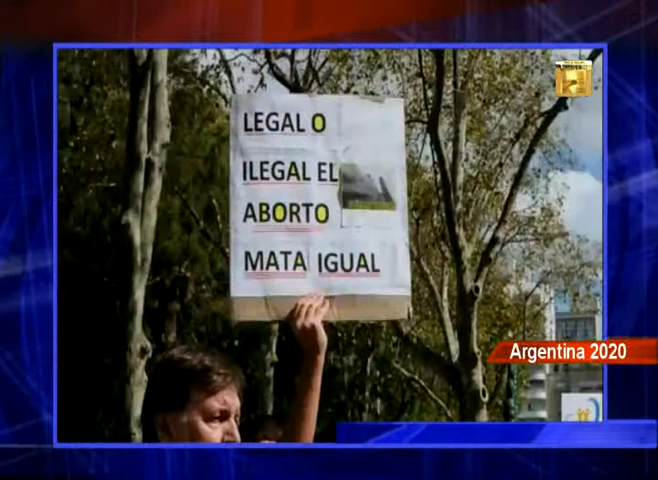 LEGAL O
ILEGAL EL
ABORTO
MATA IGUAL
Argentina 2020